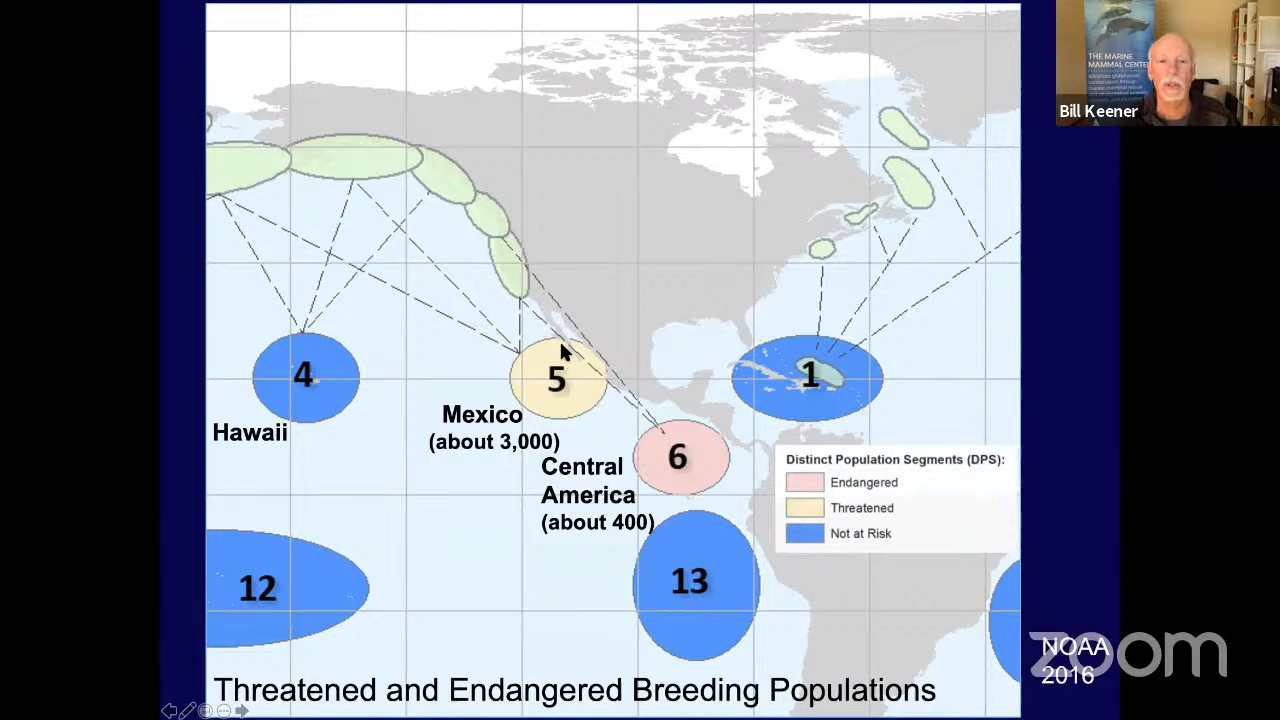 THE MARINE
MAMMAL CENTE
Bill Keener
4
5
1
Hawaii
Mexico
(about 3,000)
6
Central
America
(about 400)
Distinct Population Segments (DPS):
Endangered
Threatened
Not at Risk
12
13
NOAA
2016
zoom
Threatened and Endangered Breeding Populations